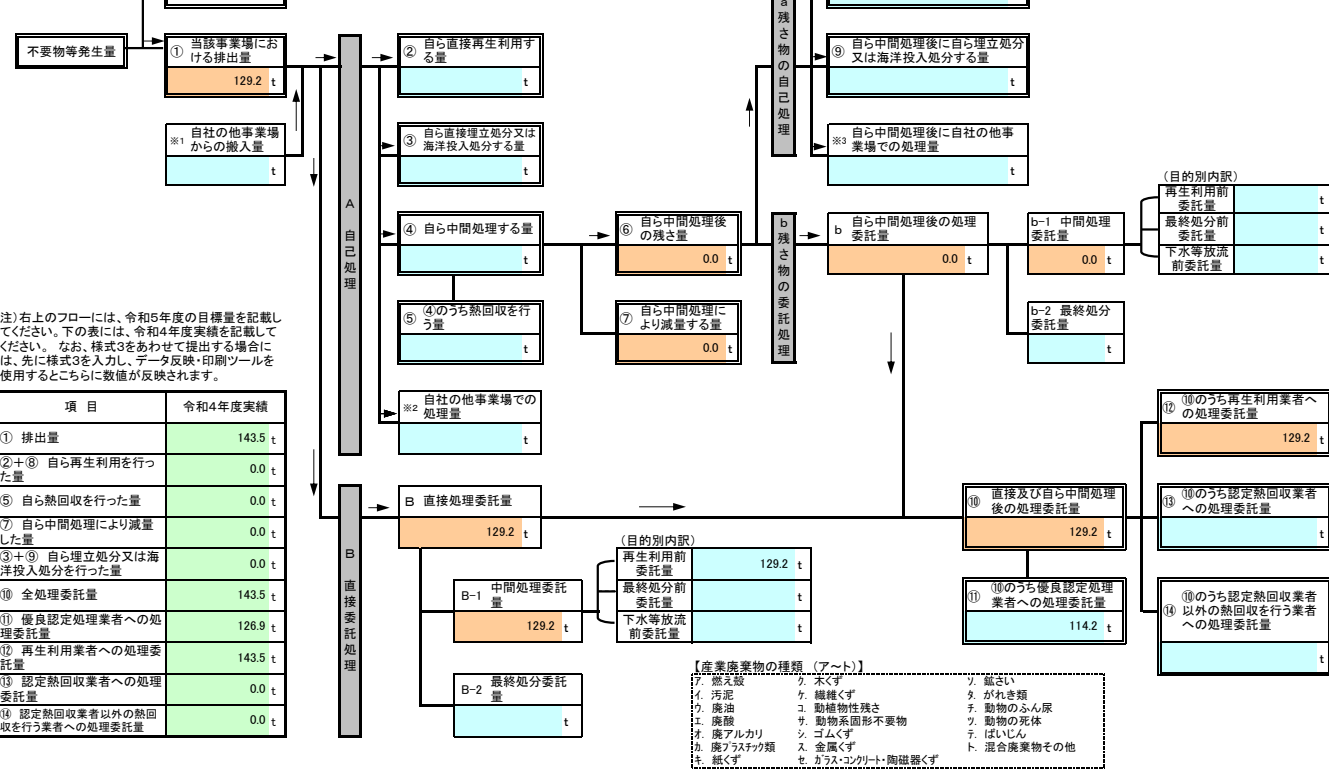 不要物等発生量
① 当該事業場にお
ける排出量
129.2 t
※1 自社の他事業場
からの搬入量
t
A 自己処理
② 自ら直接再生利用す
る量
t
③ 自ら直接埋立処分又は
海洋投入処分する量
t
④ 自ら中間処理する量
t
⑤ ④のうち熱回収を行
う量
t
※2 自社の他事業場での
処理量
t
⑥ 自ら中間処理後
の残さ量
0.0 t
⑦ 自ら中間処理に
より減量する量
0.0 t
a 残さ物の自己処理
⑨ 自ら中間処理後に自ら埋立処分
又は海洋投入処分する量
t
※3 自ら中間処理後に自社の他事
業場での処理量
t
b 残さ物の委託処理
b 自ら中間処理後の処理
委託量
0.0 t
b-1 中間処理
委託量
0.0 t
b-2 最終処分
委託量
t
(目的別内訳)
再生利用前
委託量
t
最終処分前
委託量
t
下水等放流
前委託量
t
注)右上のフローには、令和5年度の目標量を記載し
てください。下の表には、令和4年度実績を記載して
ください。 なお、様式3をあわせて提出する場合に
は、先に様式3を入力し、データ反映・印刷ツールを
使用するとこちらに数値が反映されます。
項 目 令和4年度実績
① 排出量 143.5 t
②+⑧ 自ら再生利用を行っ
た量 0.0 t
⑤ 自ら熱回収を行った量 0.0 t
⑦ 自ら中間処理により減量
した量 0.0 t
③+⑨ 自ら埋立処分又は海
洋投入処分を行った量 0.0 t
⑩ 全処理委託量 143.5 t
⑪ 優良認定処理業者への処
理委託量 126.9 t
⑫ 再生利用業者への処理委
託量 143.5 t
⑬ 認定熱回収業者への処理
委託量 0.0 t
⑭ 認定熱回収業者以外の熱回
収を行う業者への処理委託量 0.0 t
B 直接委託処理
B 直接処理委託量
129.2 t
B-1 中間処理委託
量
129.2 t
B-2 最終処分委託
量
t
(目的別内訳)
再生利用前
委託量
129.2 t
最終処分前
委託量
t
下水等放流
前委託量
t
⑩ 直接及び自ら中間処理
後の処理委託量
129.2 t
⑪ ⑩のうち優良認定処理
業者への処理委託量
114.2 t
⑫ ⑩のうち再生利用業者へ
の処理委託量
129.2 t
⑬ ⑩のうち認定熱回収業者
への処理委託量
t
⑭ ⑩のうち認定熱回収業者
以外の熱回収を行う業者
への処理委託量
t
【産業廃棄物の種類 (ア～ト)】
ア. 燃え殻 ク. 木くず ソ. 鉱さい
イ. 汚泥 ケ. 繊維くず タ. がれき類
ウ. 廃油 コ. 動植物性残さ チ. 動物のふん尿
エ. 廃酸 サ. 動物系固形不要物 ツ. 動物の死体
オ. 廃アルカリ シ. ゴムくず テ. ばいじん
カ. 廃プラスチック類 ス. 金属くず ト. 混合廃棄物その他
キ. 紙くず セ. ガラス・コンクリート・陶磁器くず